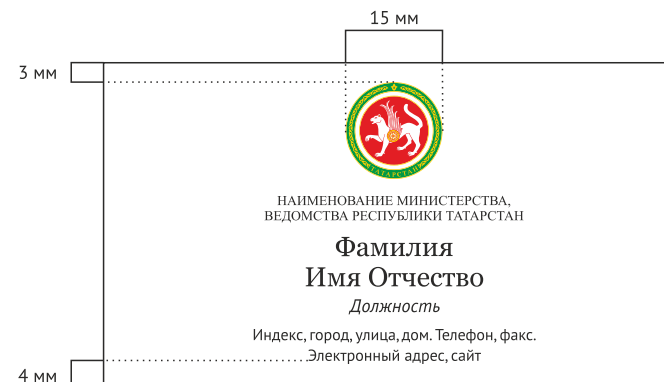 15 мм
3 мм
ТАТАРСТАН
НАИМЕНОВАНИЕ МИНИСТЕРСТВА,
ВЕДОМСТВА РЕСПУБЛИКИ ТАТАРСТАН
Фамилия
Имя Отчество
Должность
Индекс, город, улица, дом. Телефон, факс.
Электронный адрес, сайт
4 мм